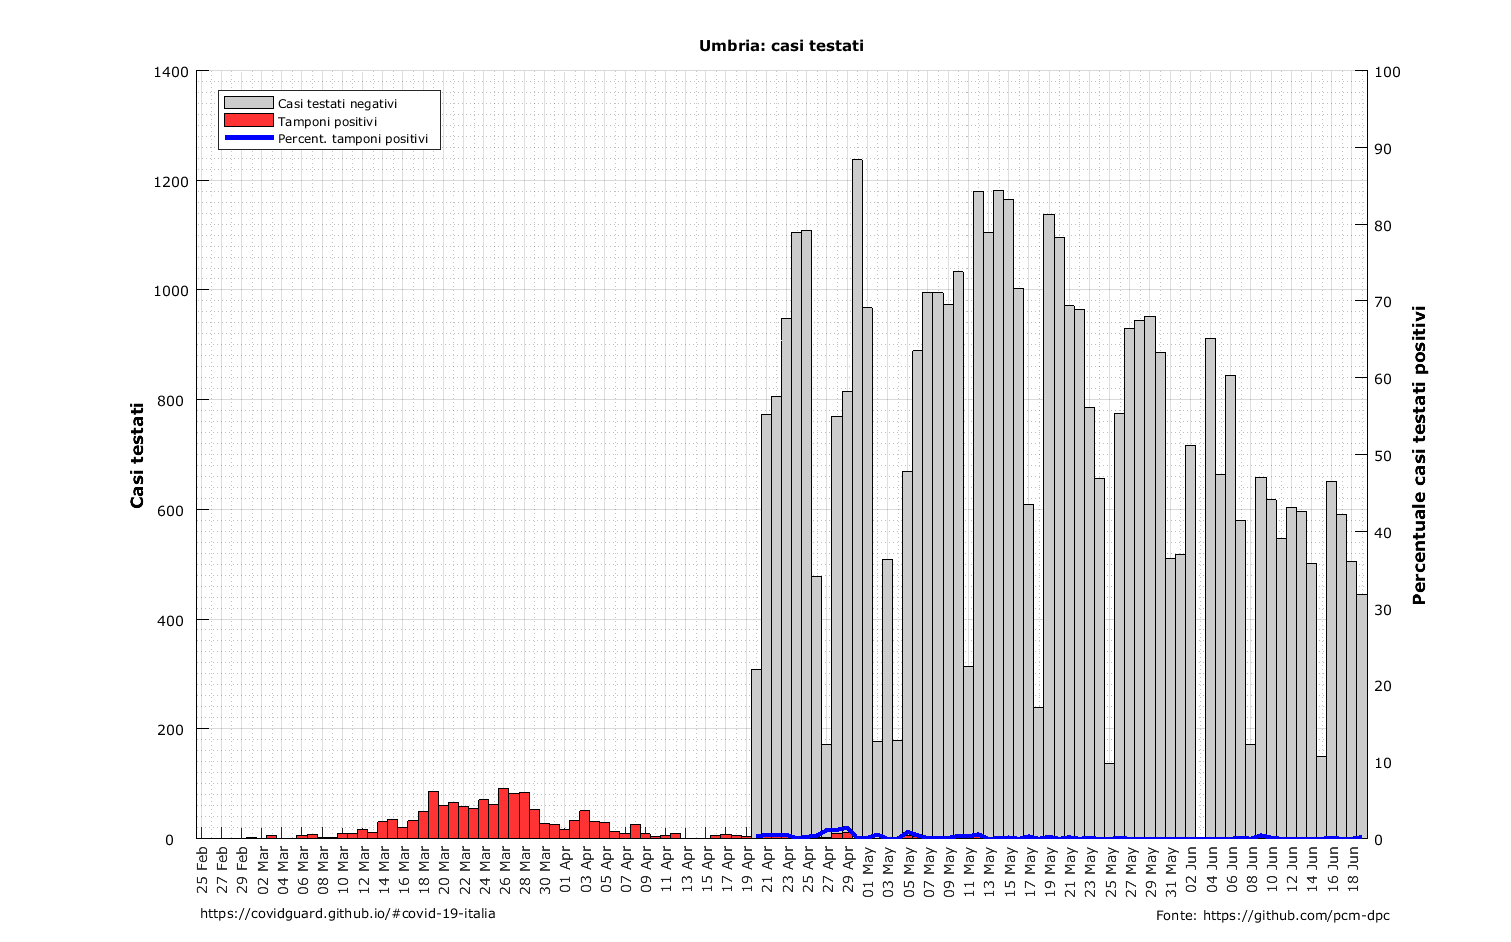 Umbria: casi testati
Casi testati negativi
Tamponi positivi
Percent. tamponi positivi
Casi testati
1400
1200
1000
800
600
400
200
0
Percentuale casi testati positivi
100
90
80
70
60
50
40
30
20
10
0
25 Feb
27 Feb
29 Feb
02 Mar
04 Mar
06 Mar
08 Mar
10 Mar
12 Mar
14 Mar
16 Mar
18 Mar
20 Mar
22 Mar
24 Mar
26 Mar
28 Mar
30 Mar
01 Apr
03 Apr
05 Apr
07 Apr
09 Apr
11 Apr
13 Apr
15 Apr
17 Apr
19 Apr
21 Apr
23 Apr
25 Apr
27 Apr
29 Apr
01 May
03 May
05 May
07 May
09 May
11 May
13 May
15 May
17 May
19 May
21 May
23 May
25 May
27 May
29 May
31 May
02 Jun
04 Jun
06 Jun
08 Jun
10 Jun
12 Jun
14 Jun
16 Jun
18 Jun
https://covidguard.github.io/#covid-19-italia
Fonte: https://github.com/pcm-dpc